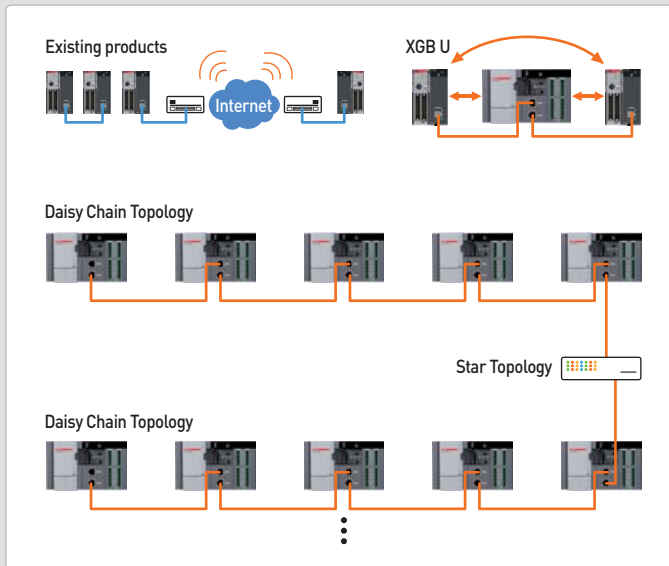 Existing products
XGB U
Internet
Daisy Chain Topology
Star Topology
Daisy Chain Topology